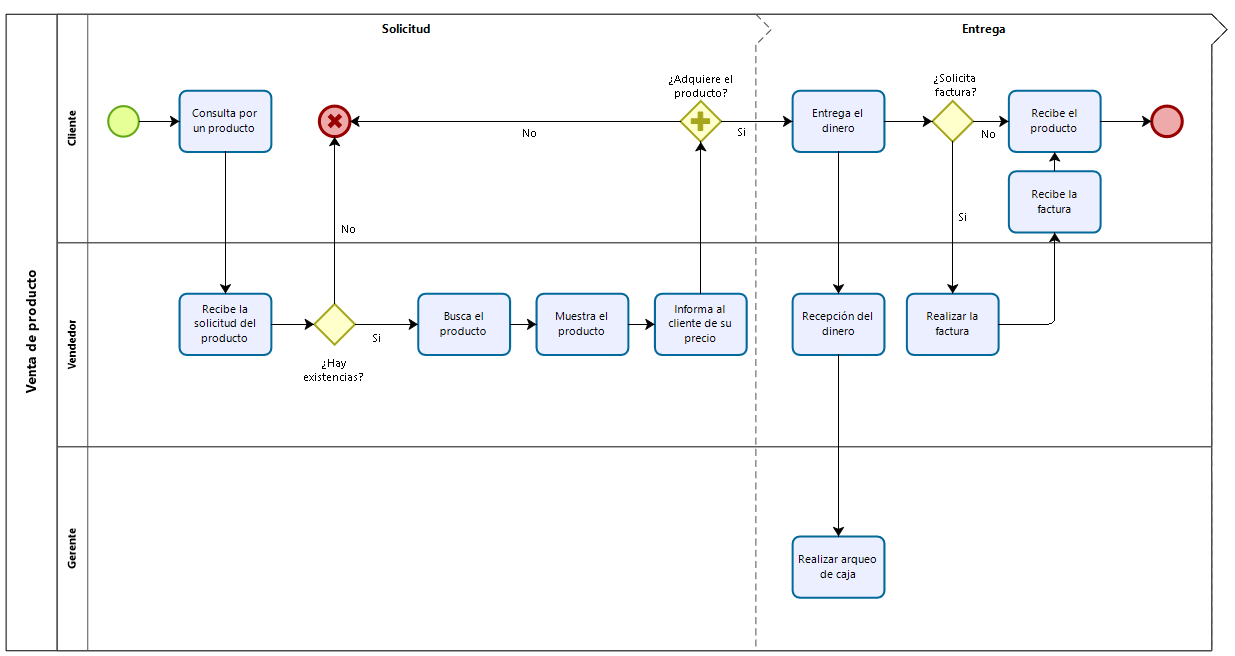 Solicitud
Entrega
Venta de producto
Cliente
Consulta por
un producto
¿Adquiere el
producto?
No
Si
Entrega el
dinero
¿Solicita
factura?
No
Recibe el
producto
Recibe la
factura
Si
No
Vendedor
Recibe la
solicitud del
producto
¿Hay
existencias?
Si
Busca el
producto
Muestra el
producto
Informa al
cliente de su
precio
Recepción del
dinero
Realizar la
factura
Gerente
Realizar arqueo
de caja